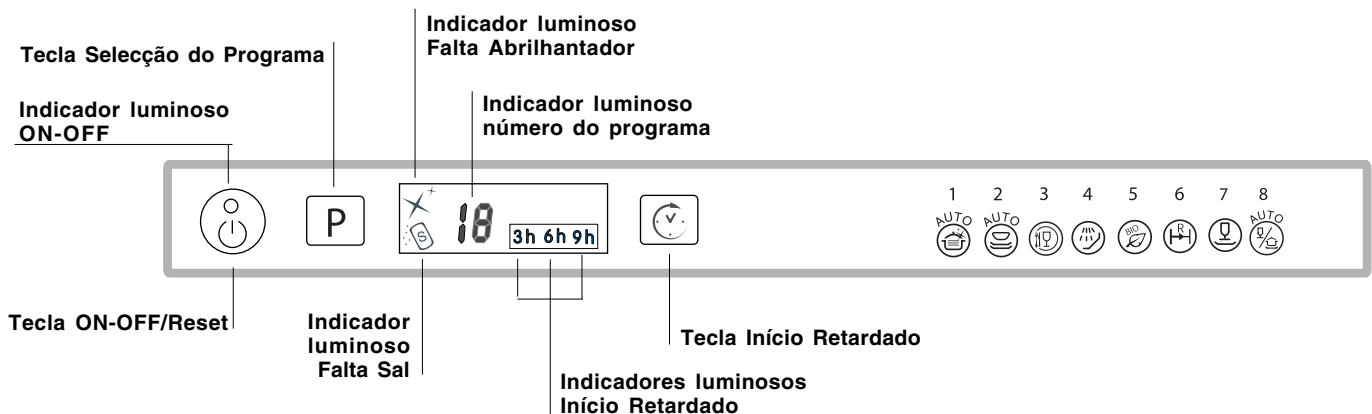 Indicador luminoso
Falta Abrilhantador
Tecla Selecção do Programa
Indicador luminoso
número do programa
Indicador luminoso
ON-OFF
P
S
18
3h 6h 9h
1 2 3 4 5 6 7 8
AUTO AUTO BIO R AUTO
Tecla ON-OFF/Reset
Indicador
luminoso
Falta Sal
Tecla Início Retardado
Indicadores luminosos
Início Retardado